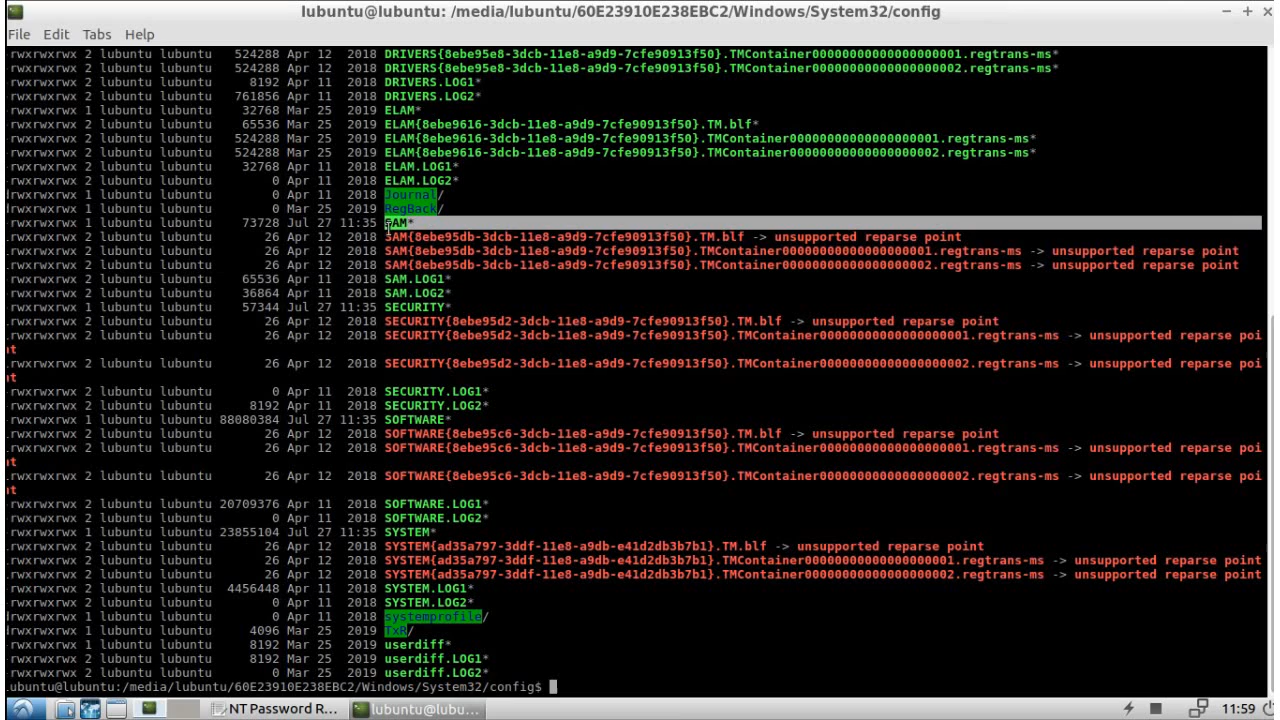 lubuntu@lubuntu: /media/lubuntu/60E23910E238EBC2/Windows/System32/config
File Edit Tabs Help
rwxrwxrwx 2 lubuntu lubuntu 524288 Apr 12 2018 DRIVERS{8ebe95e8-3dcb-11e8-a9d9-7cfe90913f50}.TMContainer00000000000000000001.regtrans-ms*
rwxrwxrwx 2 lubuntu lubuntu 524288 Apr 12 2018 DRIVERS{8ebe95e8-3dcb-11e8-a9d9-7cfe90913f50}.TMContainer00000000000000000002.regtrans-ms*
rwxrwxrwx 2 lubuntu lubuntu 8192 Apr 11 2018 DRIVERS.LOG1*
rwxrwxrwx 2 lubuntu lubuntu 761856 Apr 11 2018 DRIVERS.LOG2*
rwxrwxrwx 1 lubuntu lubuntu 32768 Mar 25 2019 ELAM*
rwxrwxrwx 2 lubuntu lubuntu 65536 Mar 25 2019 ELAM{8ebe9616-3dcb-11e8-a9d9-7cfe90913f50}.TM.blf*
rwxrwxrwx 2 lubuntu lubuntu 524288 Mar 25 2019 ELAM{8ebe9616-3dcb-11e8-a9d9-7cfe90913f50}.TMContainer00000000000000000001.regtrans-ms*
rwxrwxrwx 2 lubuntu lubuntu 524288 Mar 25 2019 ELAM{8ebe9616-3dcb-11e8-a9d9-7cfe90913f50}.TMContainer00000000000000000002.regtrans-ms*
rwxrwxrwx 2 lubuntu lubuntu 32768 Apr 11 2018 ELAM.LOG1*
rwxrwxrwx 2 lubuntu lubuntu 0 Apr 11 2018 ELAM.LOG2*
drwxrwxrwx 1 lubuntu lubuntu 0 Apr 11 2018 Journal/
drwxrwxrwx 1 lubuntu lubuntu 0 Mar 25 2019 RegBack/
rwxrwxrwx 1 lubuntu lubuntu 73728 Jul 27 11:35 SAM*
rwxrwxrwx 2 lubuntu lubuntu 26 Apr 12 2018 SAM{8ebe95db-3dcb-11e8-a9d9-7cfe90913f50}.TM.blf -> unsupported reparse point
rwxrwxrwx 2 lubuntu lubuntu 26 Apr 12 2018 SAM{8ebe95db-3dcb-11e8-a9d9-7cfe90913f50}.TMContainer00000000000000000001.regtrans-ms -> unsupported reparse point
rwxrwxrwx 2 lubuntu lubuntu 26 Apr 12 2018 SAM{8ebe95db-3dcb-11e8-a9d9-7cfe90913f50}.TMContainer00000000000000000002.regtrans-ms -> unsupported reparse point
rwxrwxrwx 2 lubuntu lubuntu 65536 Apr 11 2018 SAM.LOG1*
rwxrwxrwx 2 lubuntu lubuntu 36864 Apr 11 2018 SAM.LOG2*
rwxrwxrwx 1 lubuntu lubuntu 57344 Jul 27 11:35 SECURITY*
rwxrwxrwx 2 lubuntu lubuntu 26 Apr 12 2018 SECURITY{8ebe95d2-3dcb-11e8-a9d9-7cfe90913f50}.TM.blf -> unsupported reparse point
rwxrwxrwx 2 lubuntu lubuntu 26 Apr 12 2018 SECURITY{8ebe95d2-3dcb-11e8-a9d9-7cfe90913f50}.TMContainer00000000000000000001.regtrans-ms -> unsupported reparse poi
nt
rwxrwxrwx 2 lubuntu lubuntu 26 Apr 12 2018 SECURITY{8ebe95d2-3dcb-11e8-a9d9-7cfe90913f50}.TMContainer00000000000000000002.regtrans-ms -> unsupported reparse poi
nt
rwxrwxrwx 2 lubuntu lubuntu 0 Apr 11 2018 SECURITY.LOG1*
rwxrwxrwx 2 lubuntu lubuntu 8192 Apr 11 2018 SECURITY.LOG2*
rwxrwxrwx 1 lubuntu lubuntu 88080384 Jul 27 11:35 SOFTWARE*
rwxrwxrwx 2 lubuntu lubuntu 26 Apr 12 2018 SOFTWARE{8ebe95c6-3dcb-11e8-a9d9-7cfe90913f50}.TM.blf -> unsupported reparse point
rwxrwxrwx 2 lubuntu lubuntu 26 Apr 12 2018 SOFTWARE{8ebe95c6-3dcb-11e8-a9d9-7cfe90913f50}.TMContainer00000000000000000001.regtrans-ms -> unsupported reparse poi
nt
rwxrwxrwx 2 lubuntu lubuntu 26 Apr 12 2018 SOFTWARE{8ebe95c6-3dcb-11e8-a9d9-7cfe90913f50}.TMContainer00000000000000000002.regtrans-ms -> unsupported reparse poi
nt
rwxrwxrwx 2 lubuntu lubuntu 20709376 Apr 11 2018 SOFTWARE.LOG1*
rwxrwxrwx 2 lubuntu lubuntu 0 Apr 11 2018 SOFTWARE.LOG2*
rwxrwxrwx 1 lubuntu lubuntu 23855104 Jul 27 11:35 SYSTEM*
rwxrwxrwx 2 lubuntu lubuntu 26 Apr 12 2018 SYSTEM{ad35a797-3ddf-11e8-a9db-e41d2db3b7b1}.TM.blf -> unsupported reparse point
rwxrwxrwx 2 lubuntu lubuntu 26 Apr 12 2018 SYSTEM{ad35a797-3ddf-11e8-a9db-e41d2db3b7b1}.TMContainer00000000000000000001.regtrans-ms -> unsupported reparse point
rwxrwxrwx 2 lubuntu lubuntu 26 Apr 12 2018 SYSTEM{ad35a797-3ddf-11e8-a9db-e41d2db3b7b1}.TMContainer00000000000000000002.regtrans-ms -> unsupported reparse point
rwxrwxrwx 2 lubuntu lubuntu 4456448 Apr 11 2018 SYSTEM.LOG1*
rwxrwxrwx 2 lubuntu lubuntu 0 Apr 11 2018 SYSTEM.LOG2*
drwxrwxrwx 1 lubuntu lubuntu 0 Apr 11 2018 systemprofile/
drwxrwxrwx 1 lubuntu lubuntu 4096 Mar 25 2019 TxR/
rwxrwxrwx 2 lubuntu lubuntu 8192 Mar 25 2019 userdiff*
rwxrwxrwx 2 lubuntu lubuntu 8192 Mar 25 2019 userdiff.LOG1*
rwxrwxrwx 2 lubuntu lubuntu 0 Mar 25 2019 userdiff.LOG2*
lubuntu@lubuntu:/media/lubuntu/60E23910E238EBC2/Windows/System32/config$
NT Password R... lubuntu@lubu... 11:59